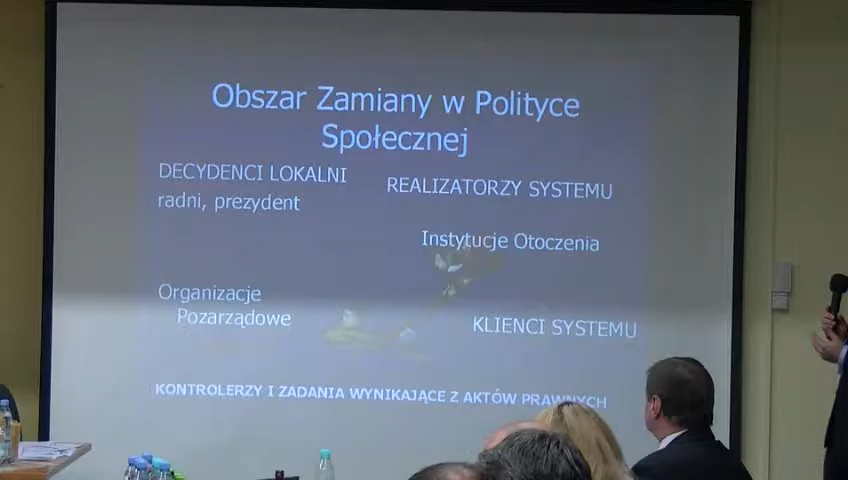 Obszar Zamiany w Polityce
Społecznej
DECYDENCI LOKALNI
radni, prezydent
REALIZATORZY SYSTEMU
Instytucje Otoczenia
Organizacje
Pozarządowe
KLIENCI SYSTEMU
KONTROLERZY I ZADANIA WYNIKAJĄCE Z AKTÓW PRAWNYCH